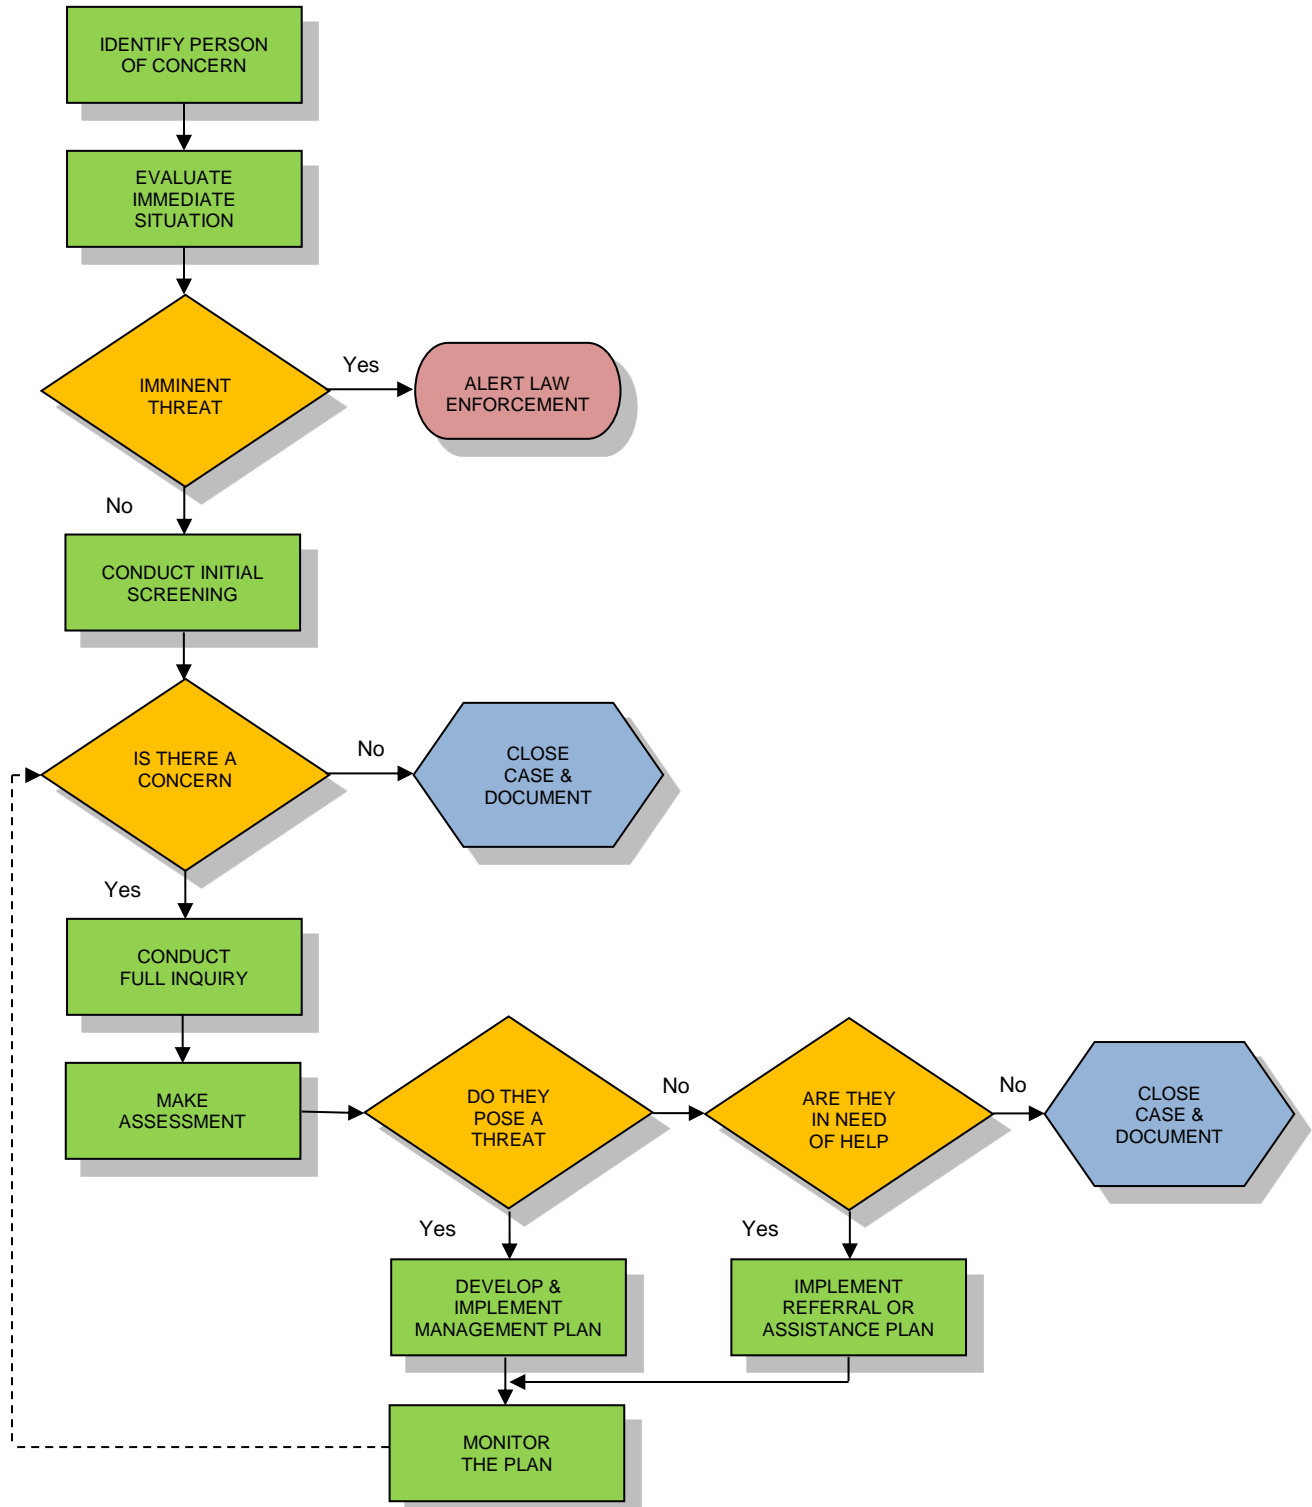 IDENTIFY PERSON
OF CONCERN
EVALUATE
IMMEDIATE
SITUATION
IMMINENT
THREAT
Yes
ALERT LAW
ENFORCEMENT
No
CONDUCT INITIAL
SCREENING
IS THERE A
CONCERN
No
CLOSE
CASE &
DOCUMENT
Yes
CONDUCT
FULL INQUIRY
MAKE
ASSESSMENT
DO THEY
POSE A
THREAT
No
ARE THEY
IN NEED
OF HELP
No
CLOSE
CASE &
DOCUMENT
Yes
DEVELOP &
IMPLEMENT
MANAGEMENT PLAN
Yes
IMPLEMENT
REFERRAL OR
ASSISTANCE PLAN
MONITOR
THE PLAN